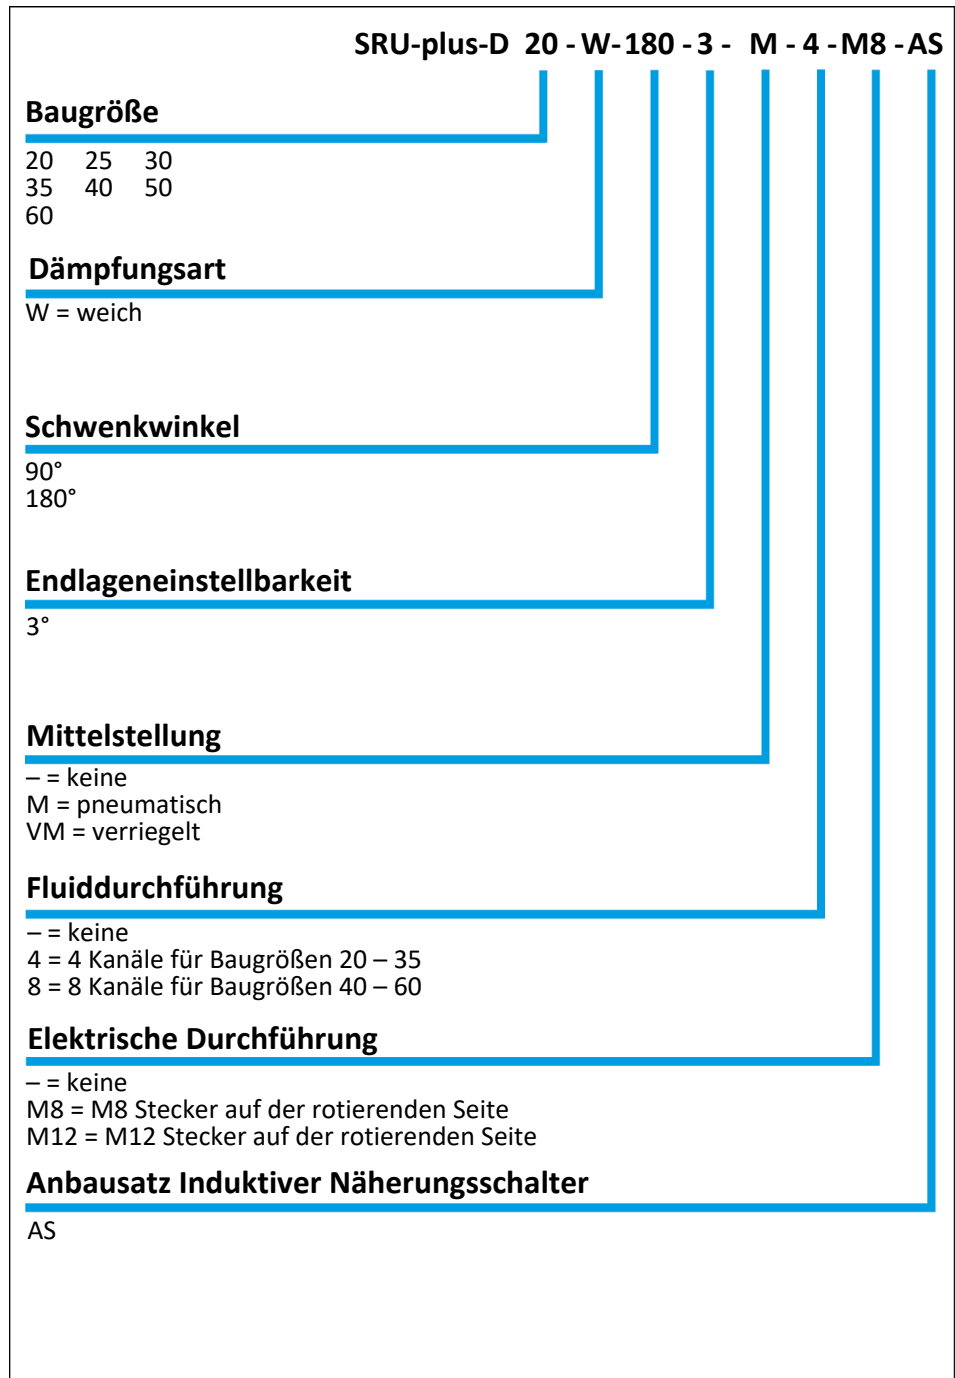 SRU-plus-D 20 - W- 180 - 3 - M - 4 - M8 - AS
Baugröße
20 25 30
35 40 50
60
Dämpfungsart
W = weich
Schwenkwinkel
90°
180°
Endlageneinstellbarkeit
3°
Mittelstellung
– = keine
M = pneumatisch
VM = verriegelt
Fluiddurchführung
– = keine
4 = 4 Kanäle für Baugrößen 20 – 35
8 = 8 Kanäle für Baugrößen 40 – 60
Elektrische Durchführung
– = keine
M8 = M8 Stecker auf der rotierenden Seite
M12 = M12 Stecker auf der rotierenden Seite
Anbausatz Induktiver Näherungsschalter
AS